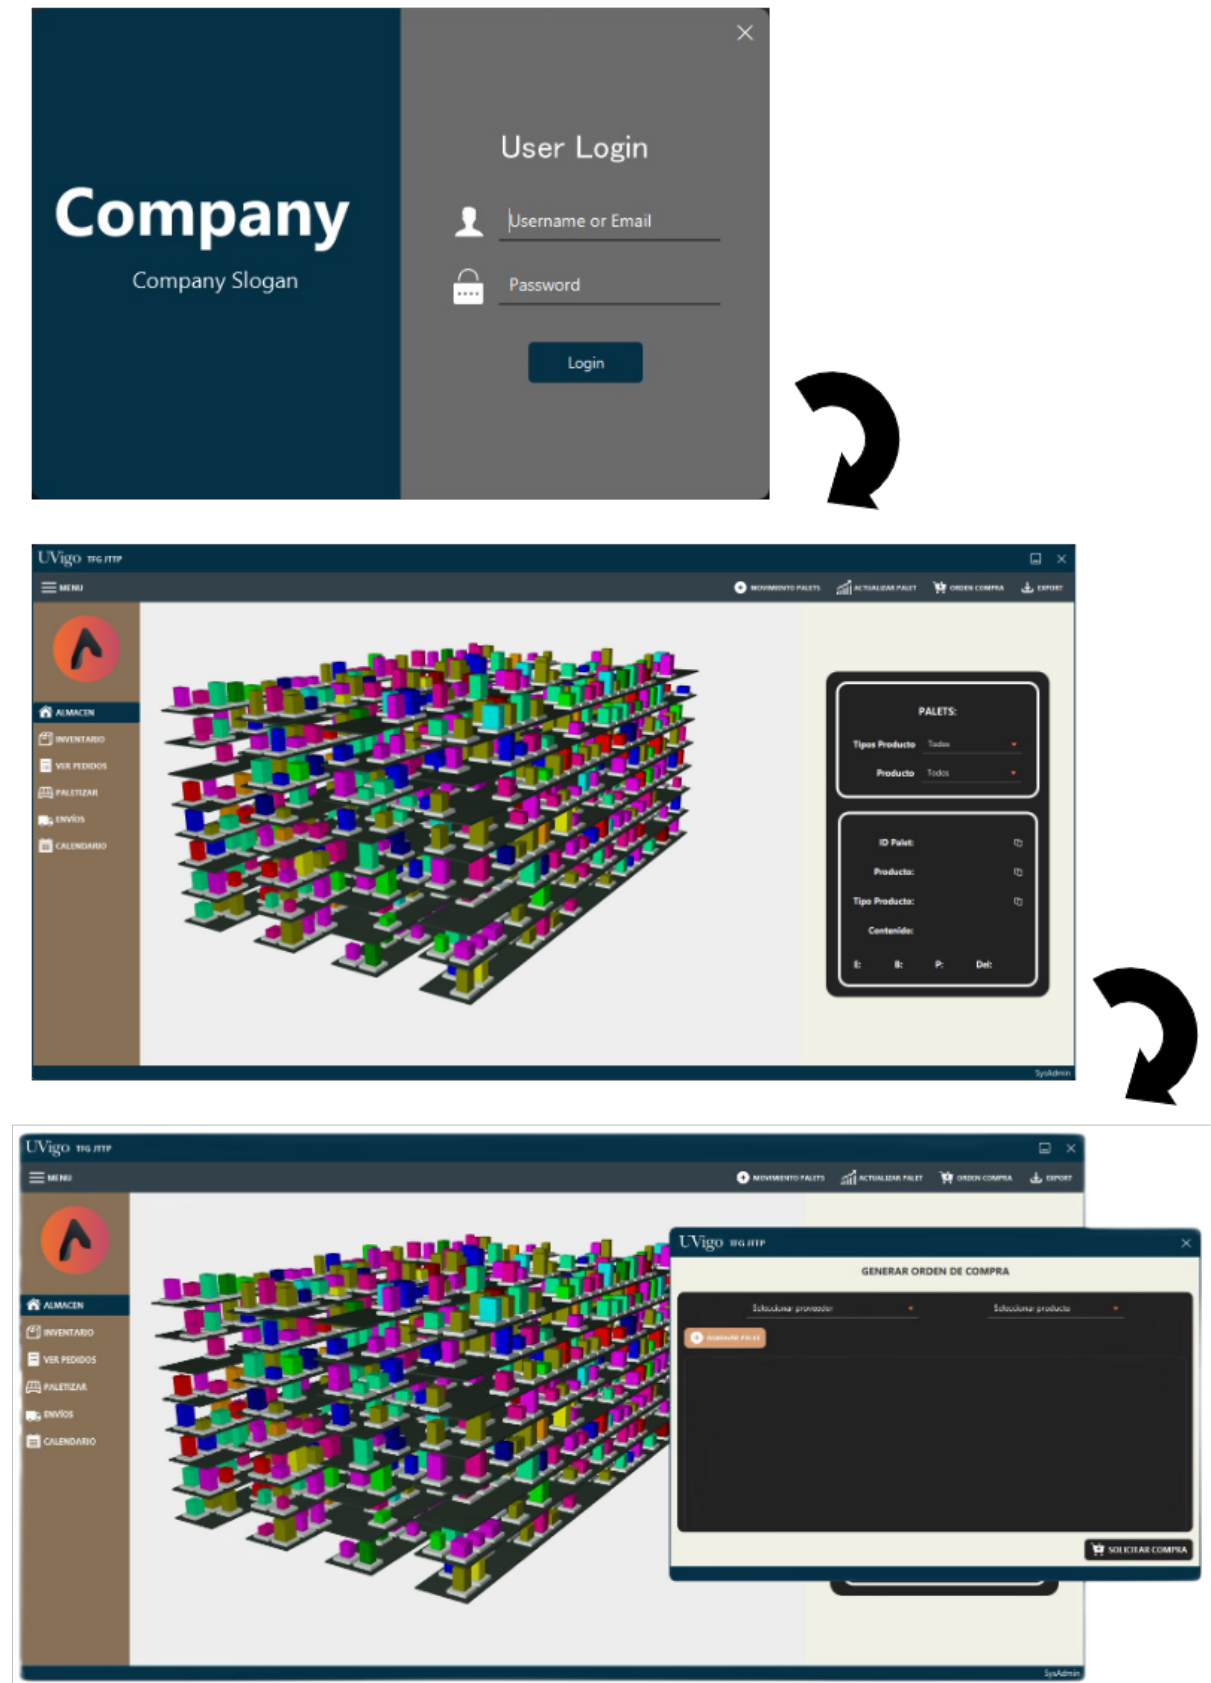 User Login
Company
Company Slogan
Username or Email
Password
Login
UVigo TFG JTTP
MENU
MOVIMIENTO PALETS ACTUALIZAR PALET ORDEN COMPRA EXPORT
ALMACEN
INVENTARIO
VER PEDIDOS
PALETIZAR
ENVÍOS
CALENDARIO
PALETS:
Tipos Producto Todos
Producto Todos
ID Palet:
Producto:
Tipo Producto:
Contenido:
E: B: P: Del:
SysAdmin
UVigo TFG JTTP
MENU
MOVIMIENTO PALETS ACTUALIZAR PALET ORDEN COMPRA EXPORT
ALMACEN
INVENTARIO
VER PEDIDOS
PALETIZAR
ENVÍOS
CALENDARIO
UVigo TFG JTTP
GENERAR ORDEN DE COMPRA
Seleccionar proveedor Seleccionar producto
PALET
SOLICITAR COMPRA
SysAdmin